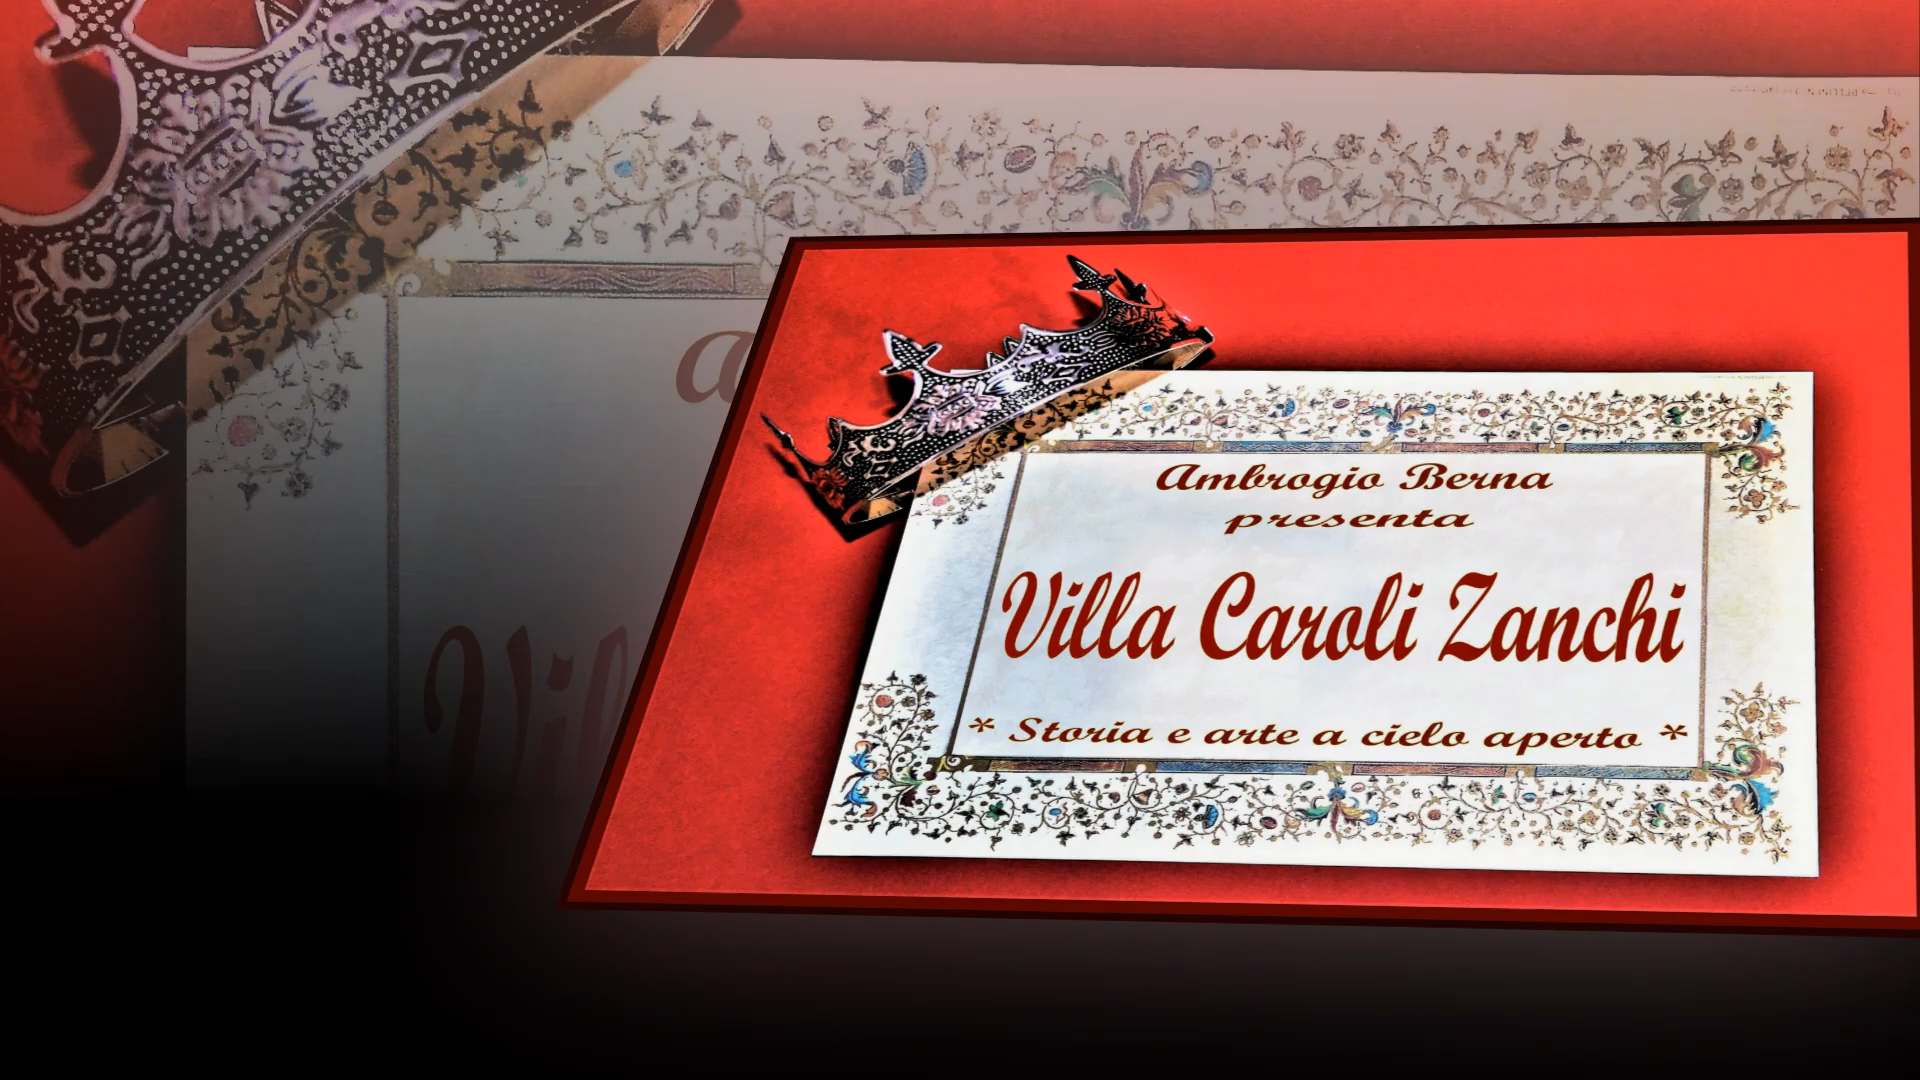 Ambrogio Berna
presenta
Villa Caroli Zanchi
* Storia e arte a cielo aperto *